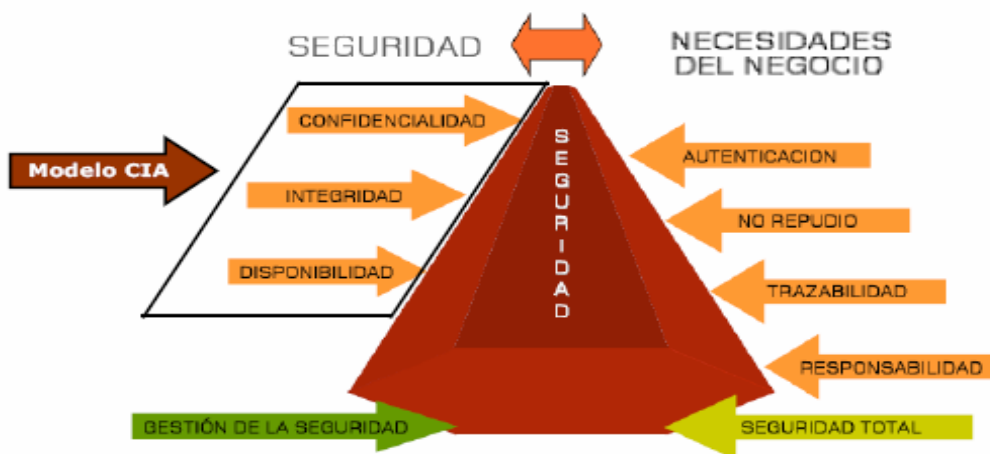 SEGURIDAD
NECESIDADES
DEL NEGOCIO
Modelo CIA
CONFIDENCIALIDAD
INTEGRIDAD
DISPONIBILIDAD
SEGURIDAD
AUTENTICACION
NO REPUDIO
TRAZABILIDAD
RESPONSABILIDAD
GESTIÓN DE LA SEGURIDAD
SEGURIDAD TOTAL